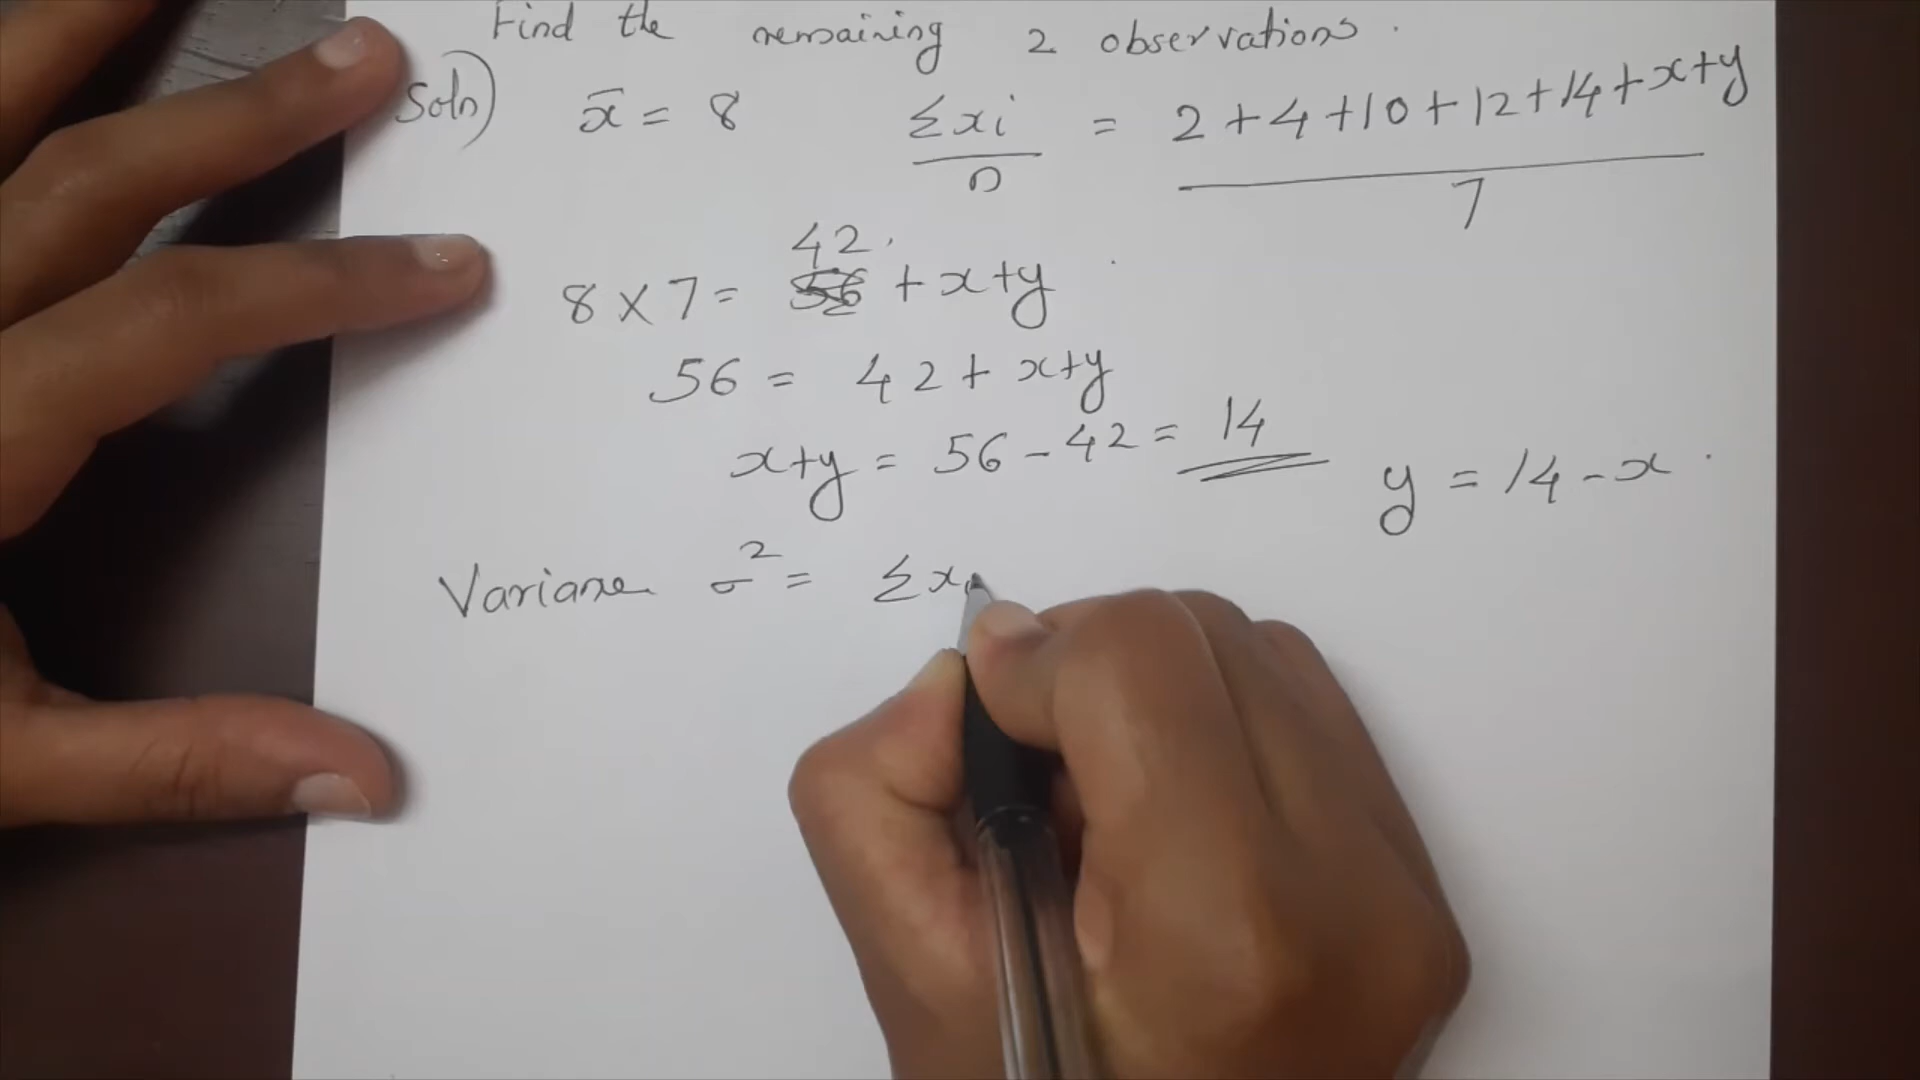 Find the remaining 2 observations.
Soln) x̄ = 8 Σxi/n = 2+4+10+12+14+x+y/7
42
8 x 7 = 56 + x+y
56 = 42 + x+y
x+y = 56 - 42 = 14 y = 14 - x
Variane σ² = Σx